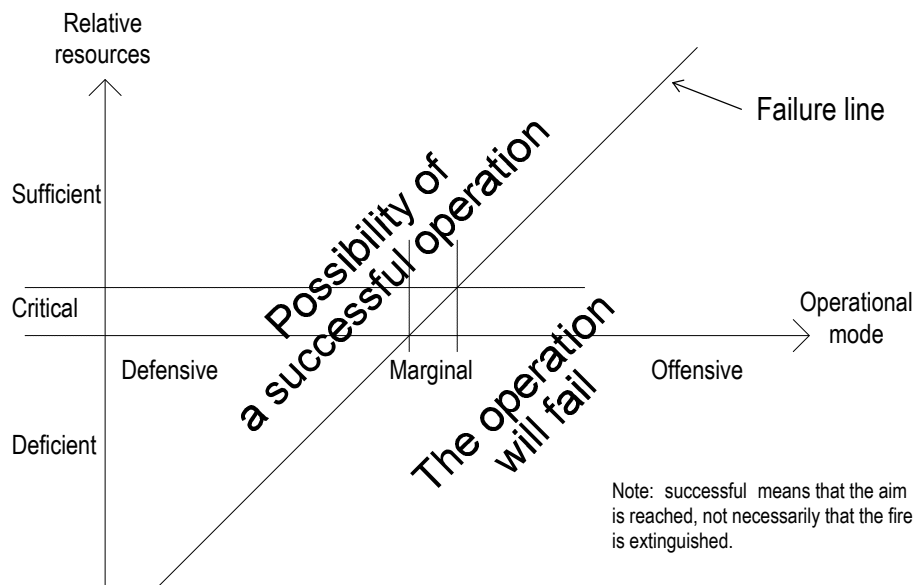 Relative
resources
Failure line
Sufficient
Possibility of
a successful operation
Critical
Operational
mode
Defensive
Marginal
Offensive
The operation
will fail
Deficient
Note: successful means that the aim
is reached, not necessarily that the fire
is extinguished.